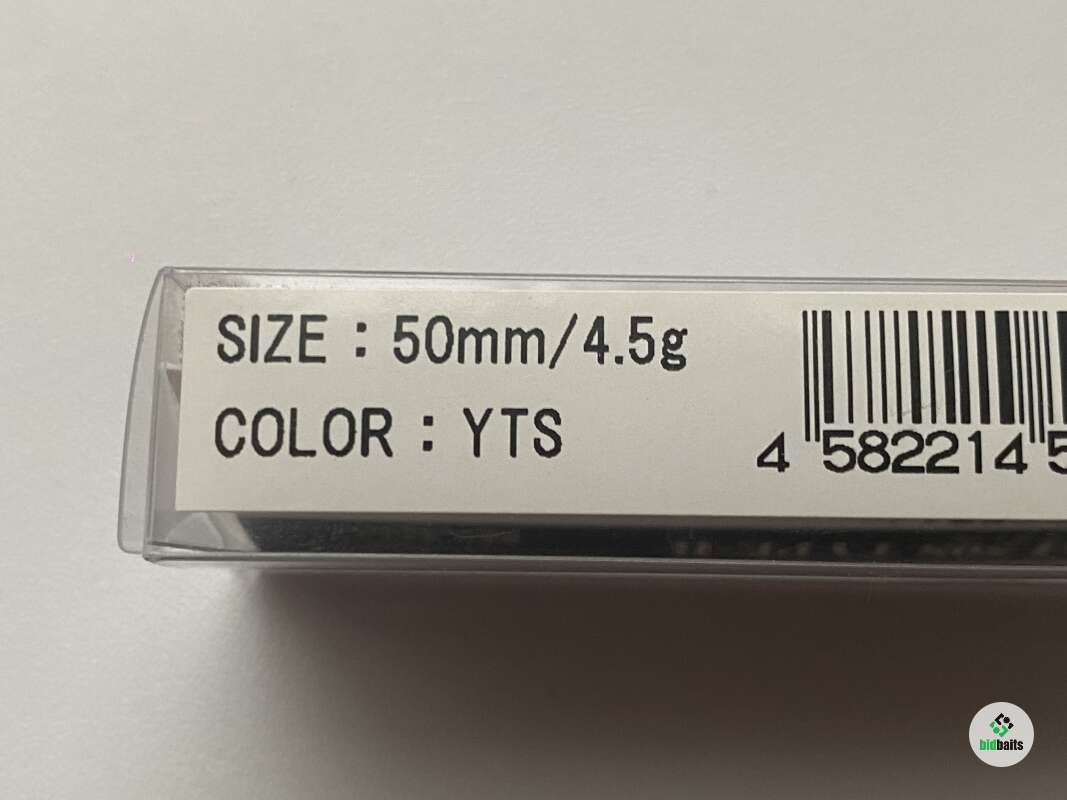 SIZE : 50mm/4.5g
COLOR : YTS
4 582214 5
bidbaits